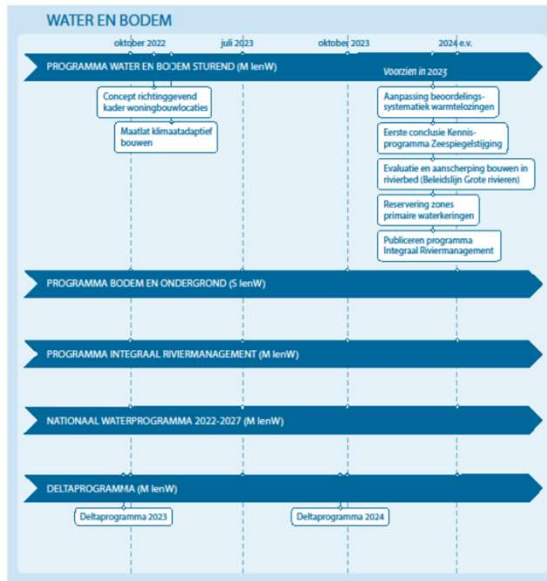 WATER EN BODEM
oktober 2022
juli 2023
oktober 2023
2024 e.v.
PROGRAMMA WATER EN BODEM STUREND (M IenW)
Voorzien in 2023
Concept richtinggevend
kader woningbouwlocaties
Maatlat klimaatadaptief
bouwen
Aanpassing beoordelings-
systematiek warmtelozingen
Eerste conclusie Kennis-
programma Zeespiegelstijging
Evaluatie en aanscherping bouwen in
rivierbed (Beleidslijn Grote rivieren)
Reservering zones
primaire waterkeringen
Publiceren programma
Integraal Riviermanagement
PROGRAMMA BODEM EN ONDERGROND (S IenW)
PROGRAMMA INTEGRAAL RIVIERMANAGEMENT (M IenW)
NATIONAAL WATERPROGRAMMA 2022-2027 (M IenW)
DELTAPROGRAMMA (M IenW)
Deltaprogramma 2023
Deltaprogramma 2024